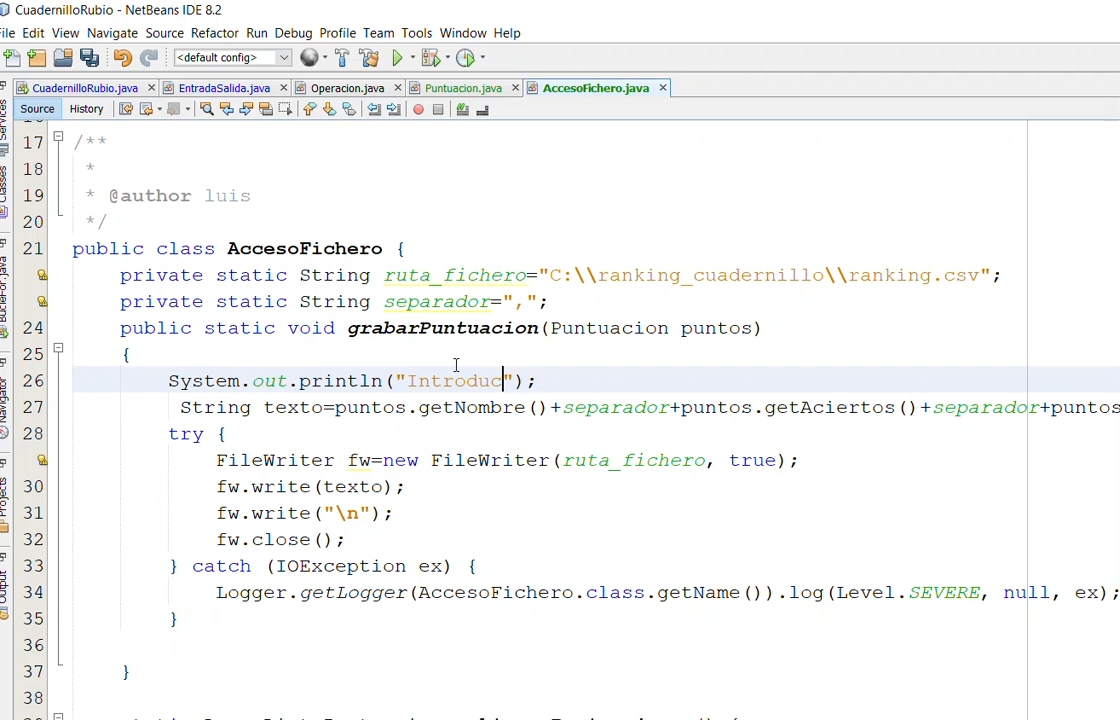 CuadernilloRubio - NetBeans IDE 8.2
File Edit View Navigate Source Refactor Run Debug Profile Team Tools Window Help
<default config>
CuadernilloRubio.java EntradaSalida.java Operacion.java Puntuacion.java AccesoFichero.java
Source History
17 /**
18 *
19 * @author luis
20 */
21 public class AccesoFichero {
private static String ruta_fichero="C:\\ranking_cuadernillo\\ranking.csv";
private static String separador=",";
24 public static void grabarPuntuacion(Puntuacion puntos)
25 {
26 System.out.println("Introduc");
27 String texto=puntos.getNombre()+separador+puntos.getAciertos()+separador+puntos
28 try {
FileWriter fw=new FileWriter(ruta_fichero, true);
30 fw.write(texto);
31 fw.write("\n");
32 fw.close();
33 } catch (IOException ex) {
34 Logger.getLogger(AccesoFichero.class.getName()).log(Level.SEVERE, null, ex);
35 }
36
37 }
38
Services
Classes
Navigator
Projects
Output